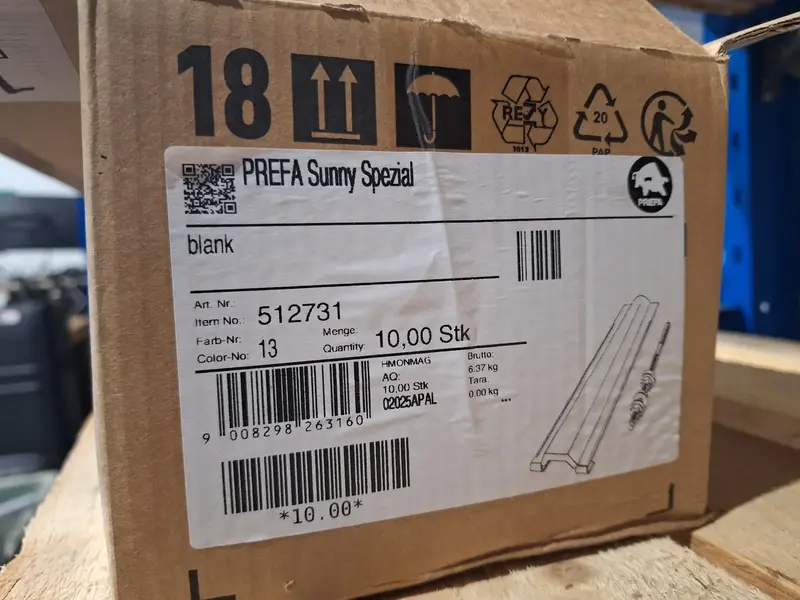 18
REZY
1013
20
PAP
PREFA Sunny Spezial
PREFA
blank
Art. Nr.:
Item No.: 512731
Farb-Nr:
Color-No: 13
Menge:
Quantity: 10,00 Stk
HMONMAG
AQ:
10,00 Stk
02025APAL
Brutto:
6.37 kg
Tara:
0.00 kg
...
9 008298 263160
*10.00*